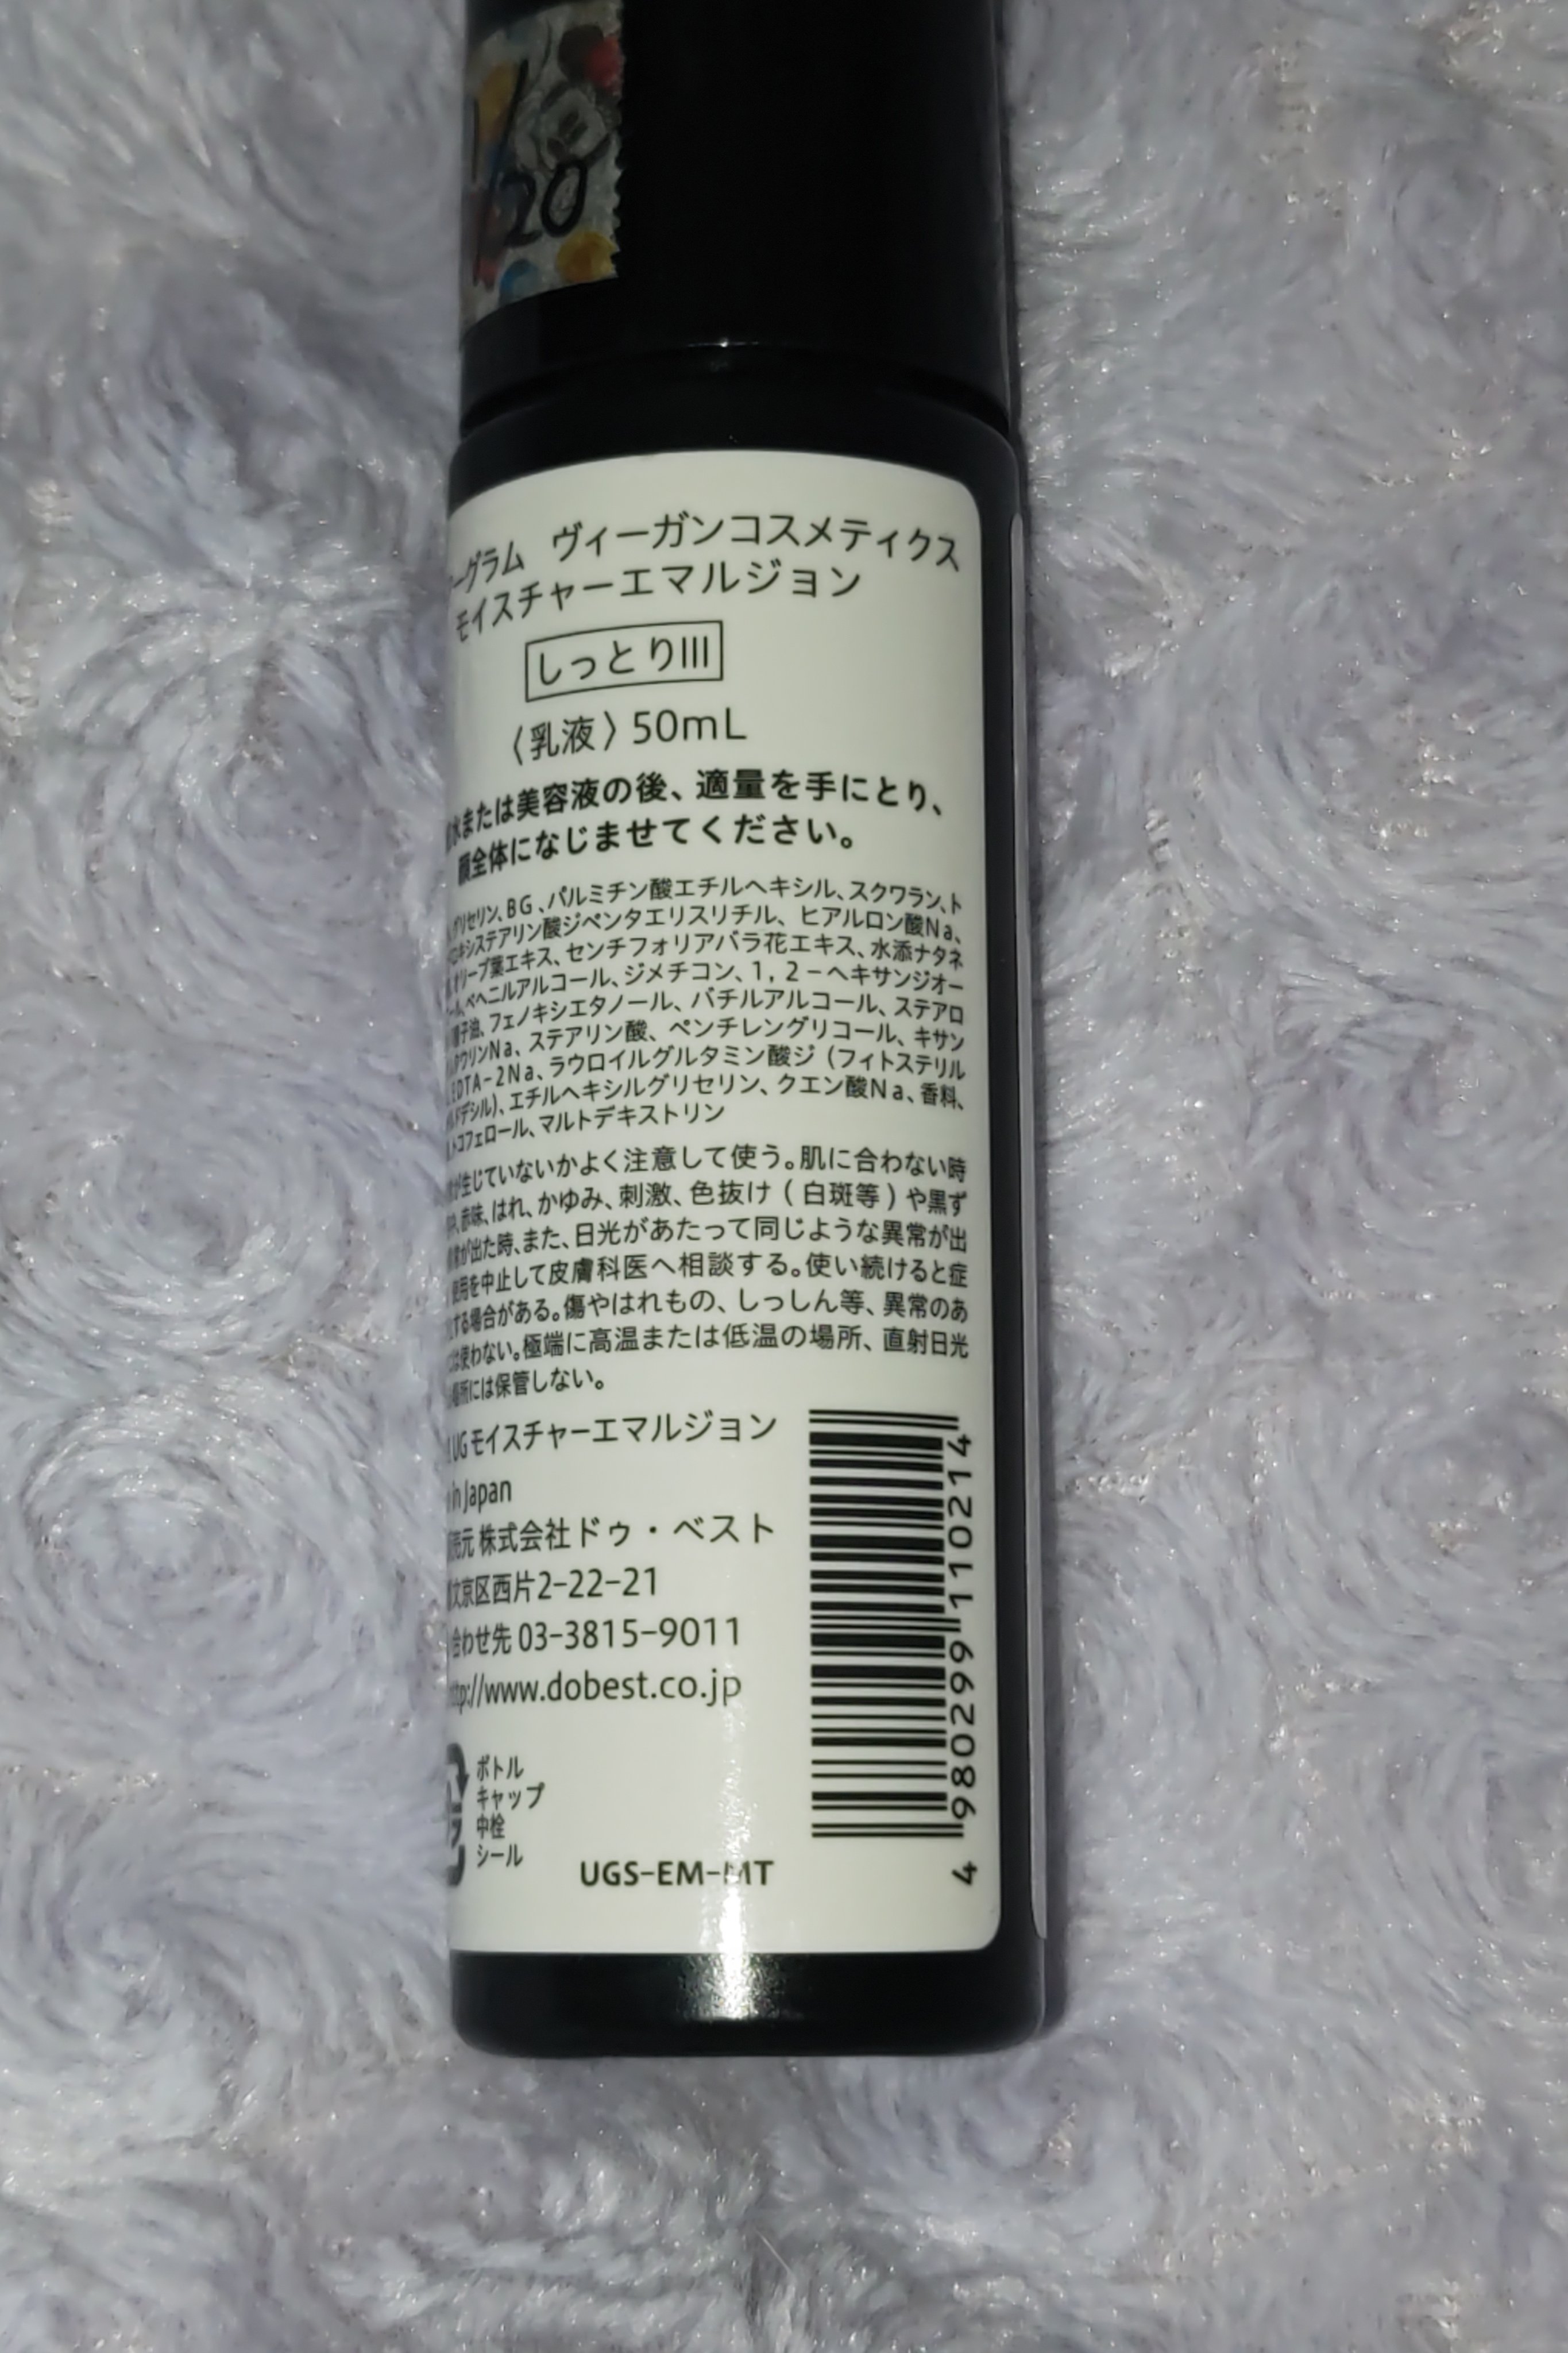 1/20
ーグラム ヴィーガンコスメティクス
モイスチャーエマルジョン
しっとりIII
〈乳液〉50mL
水または美容液の後、適量を手にとり、
顔全体になじませてください。
グリセリン、BG、パルミチン酸エチルヘキシル、スクワラン、ト
キシステアリン酸ジペンタエリスリチル、ヒアルロン酸Na、
オリーブ葉エキス、センチフォリアバラ花エキス、水添ナタネ
ール、ベヘニルアルコール、ジメチコン、1,2-ヘキサンジオー
子油、フェノキシエタノール、バチルアルコール、ステアロ
ウリンNa、ステアリン酸、ペンチレングリコール、キサン
EDTA-2Na、ラウロイルグルタミン酸ジ(フィトステリル
ドデシル)、エチルヘキシルグリセリン、クエン酸Na、香料、
トコフェロール、マルトデキストリン
が生じていないかよく注意して使う。肌に合わない時
や、赤味、はれ、かゆみ、刺激、色抜け(白斑等)や黒ず
が出た時、また、日光があたって同じような異常が出
使用を中止して皮膚科医へ相談する。使い続けると症
する場合がある。傷やはれもの、しっしん等、異常のあ
は使わない。極端に高温または低温の場所、直射日光
場所には保管しない。
UGモイスチャーエマルジョン
in Japan
売元 株式会社ドゥ・ベスト
文京区西片2-22-21
合わせ先 03-3815-9011
http://www.dobest.co.jp
ボトル
キャップ
中栓
シール
UGS-EM-MT
4 980299 110214